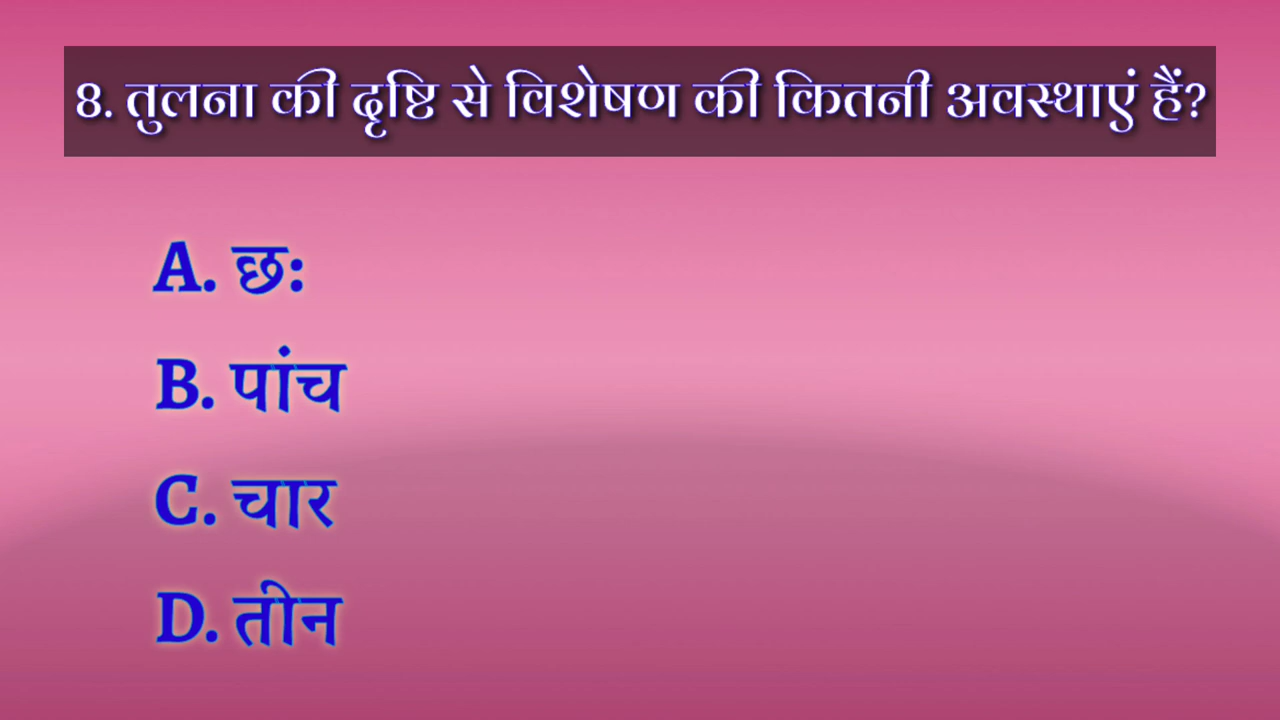 8. तुलना की दृष्टि से विशेषण की कितनी अवस्थाएं हैं?
A. छः
B. पांच
C. चार
D. तीन